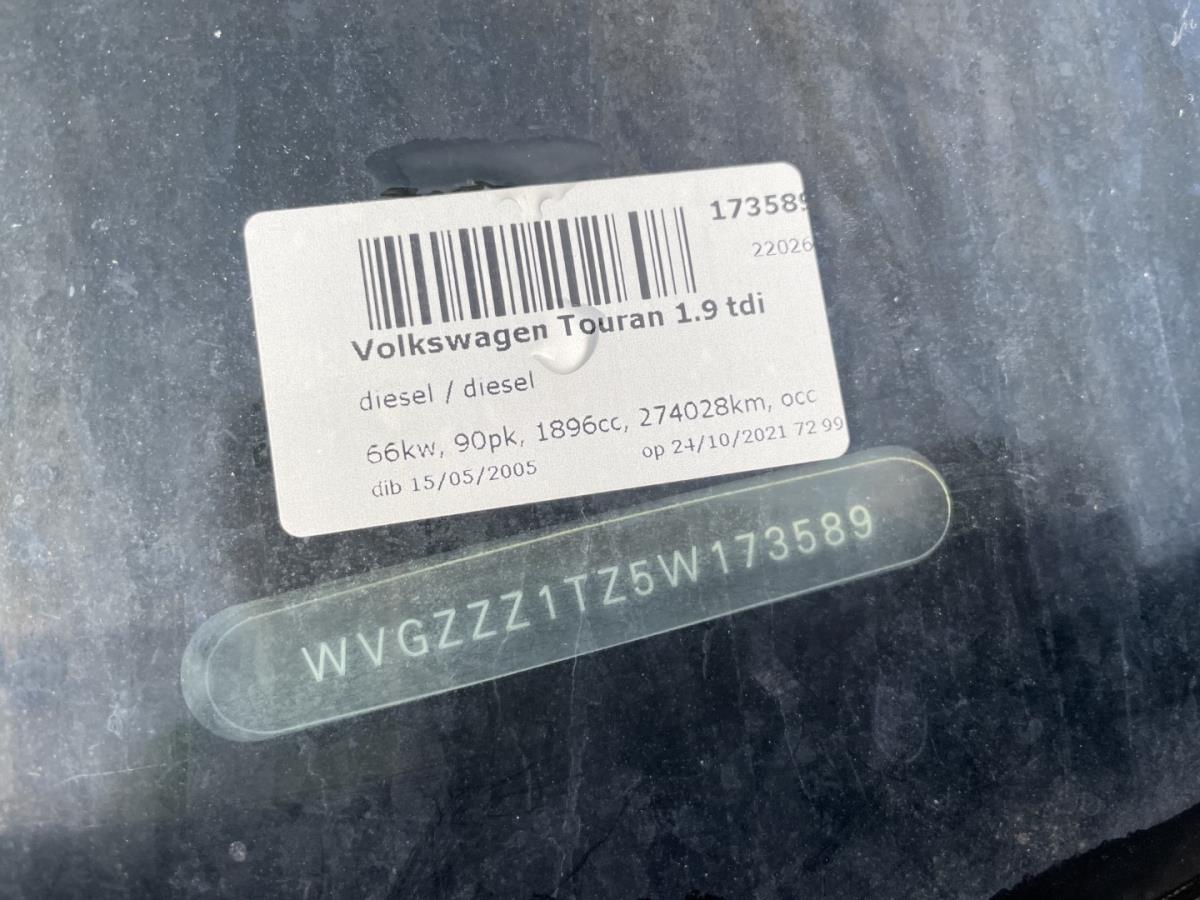 173589
22026
Volkswagen Touran 1.9 tdi
diesel / diesel
66kw, 90pk, 1896cc, 274028km, occ
dib 15/05/2005 op 24/10/2021 72 99
WVGZZZ1TZ5W173589